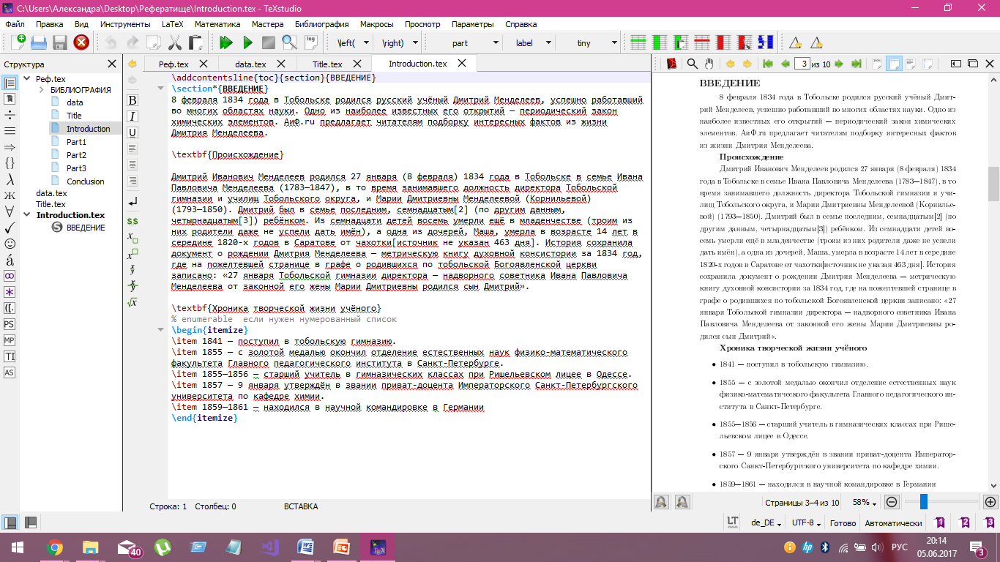 C:\Users\Александра\Desktop\Рефератище\Introduction.tex - TeXstudio
Файл Правка Вид Инструменты LaTeX Математика Мастера Библиография Макросы Просмотр Параметры Справка
log \left( \right) part label tiny
Структура
Реф.tex
БИБЛИОГРАФИЯ
data
Title
Introduction
Part1
Part2
Part3
Conclusion
data.tex
Title.tex
Introduction.tex
ВВЕДЕНИЕ
Реф.tex data.tex Title.tex Introduction.tex
\addcontentsline{toc}{section}{ВВЕДЕНИЕ}
\section*{ВВЕДЕНИЕ}
8 февраля 1834 года в Тобольске родился русский учёный Дмитрий Менделеев, успешно работавший
во многих областях науки. Одно из наиболее известных его открытий — периодический закон
химических элементов. АиФ.ru предлагает читателям подборку интересных фактов из жизни
Дмитрия Менделеева.
\textbf{Происхождение}
Дмитрий Иванович Менделеев родился 27 января (8 февраля) 1834 года в Тобольске в семье Ивана
Павловича Менделеева (1783—1847), в то время занимавшего должность директора Тобольской
гимназии и училищ Тобольского округа, и Марии Дмитриевны Менделеевой (Корнильевой)
(1793—1850). Дмитрий был в семье последним, семнадцатым[2] (по другим данным,
четырнадцатым[3]) ребёнком. Из семнадцати детей восемь умерли ещё в младенчестве (троим из
них родители даже не успели дать имён), а одна из дочерей, Маша, умерла в возрасте 14 лет в
середине 1820-х годов в Саратове от чахотки[источник не указан 463 дня]. История сохранила
документ о рождении Дмитрия Менделеева — метрическую книгу духовной консистории за 1834 год,
где на пожелтевшей странице в графе о родившихся по тобольской Богоявленской церкви
записано: «27 января Тобольской гимназии директора — надворного советника Ивана Павловича
Менделеева от законной его жены Марии Дмитриевны родился сын Дмитрий».
\textbf{Хроника творческой жизни учёного}
% enumerable если нужен нумерованный список
\begin{itemize}
\item 1841 — поступил в тобольскую гимназию.
\item 1855 — с золотой медалью окончил отделение естественных наук физико-математического
факультета Главного педагогического института в Санкт-Петербурге.
\item 1855—1856 — старший учитель в гимназических классах при Ришельевском лицее в Одессе.
\item 1857 — 9 января утверждён в звании приват-доцента Императорского Санкт-Петербургского
университета по кафедре химии.
\item 1859—1861 — находился в научной командировке в Германии
\end{itemize}
Строка: 1 Столбец: 0 ВСТАВКА
3 из 10
ВВЕДЕНИЕ
8 февраля 1834 года в Тобольске родился русский учёный Дмит-
рий Менделеев, успешно работавший во многих областях науки. Одно из
наиболее известных его открытий — периодический закон химических
элементов. АиФ.ru предлагает читателям подборку интересных фактов
из жизни Дмитрия Менделеева.
Происхождение
Дмитрий Иванович Менделеев родился 27 января (8 февраля) 1834
года в Тобольске в семье Ивана Павловича Менделеева (1783—1847), в то
время занимавшего должность директора Тобольской гимназии и учи-
лищ Тобольского округа, и Марии Дмитриевны Менделеевой (Корнилье-
вой) (1793—1850). Дмитрий был в семье последним, семнадцатым[2] (по
другим данным, четырнадцатым[3]) ребёнком. Из семнадцати детей во-
семь умерли ещё в младенчестве (троим из них родители даже не успели
дать имён), а одна из дочерей, Маша, умерла в возрасте 14 лет в середине
1820-х годов в Саратове от чахотки[источник не указан 463 дня]. История
сохранила документ о рождении Дмитрия Менделеева — метрическую
книгу духовной консистории за 1834 год, где на пожелтевшей странице в
графе о родившихся по тобольской Богоявленской церкви записано: «27
января Тобольской гимназии директора — надворного советника Ивана
Павловича Менделеева от законной его жены Марии Дмитриевны ро-
дился сын Дмитрий».
Хроника творческой жизни учёного
• 1841 — поступил в тобольскую гимназию.
• 1855 — с золотой медалью окончил отделение естественных наук
физико-математического факультета Главного педагогического ин-
ститута в Санкт-Петербурге.
• 1855—1856 — старший учитель в гимназических классах при Рише-
льевском лицее в Одессе.
• 1857 — 9 января утверждён в звании приват-доцента Император-
ского Санкт-Петербургского университета по кафедре химии.
• 1859—1861 — находился в научной командировке в Германии
Страницы 3–4 из 10 58%
LT de_DE UTF-8 Готово Автоматически 1 2 3
40 РУС 20:14
05.06.2017 3